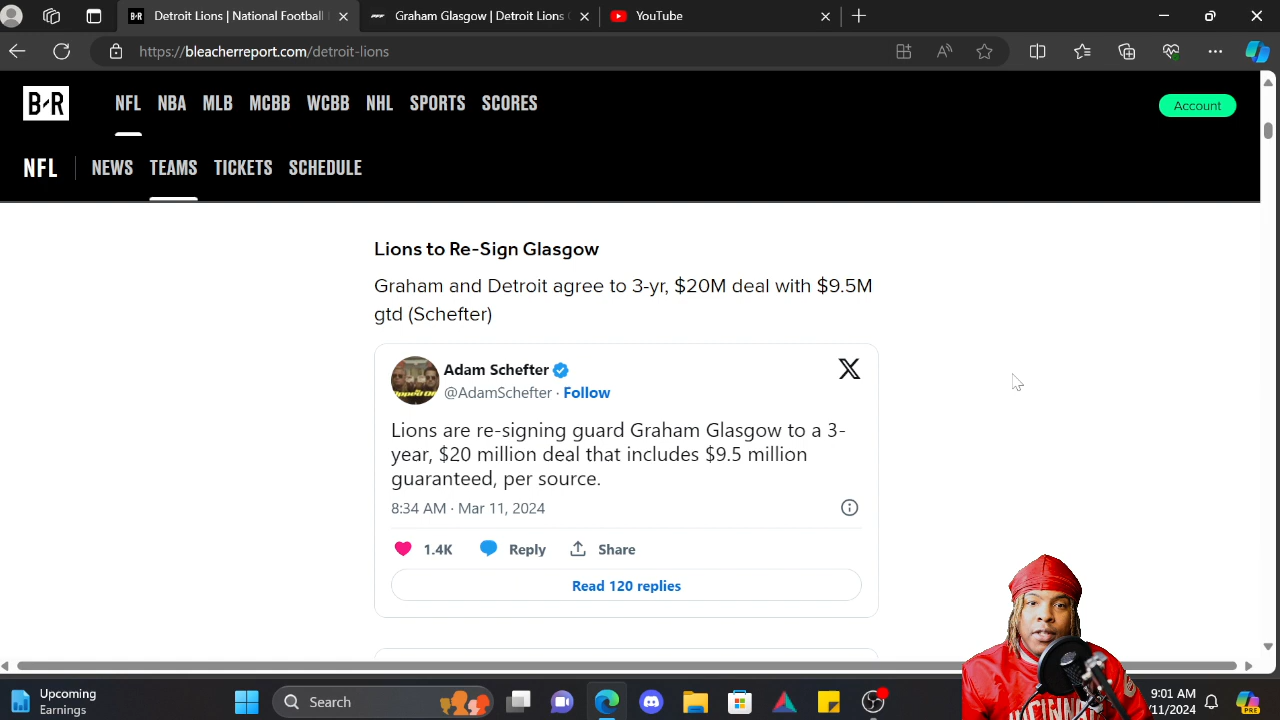 Detroit Lions | National Football
Graham Glasgow | Detroit Lions
YouTube
https://bleacherreport.com/detroit-lions
B/R
NFL NBA MLB MCBB WCBB NHL SPORTS SCORES
Account
NFL NEWS TEAMS TICKETS SCHEDULE
Lions to Re-Sign Glasgow
Graham and Detroit agree to 3-yr, $20M deal with $9.5M
gtd (Schefter)
Adam Schefter
@AdamSchefter · Follow
Lions are re-signing guard Graham Glasgow to a 3-
year, $20 million deal that includes $9.5 million
guaranteed, per source.
8:34 AM · Mar 11, 2024
1.4K Reply Share
Read 120 replies
Upcoming
Earnings
Search
9:01 AM
/11/2024
PRE